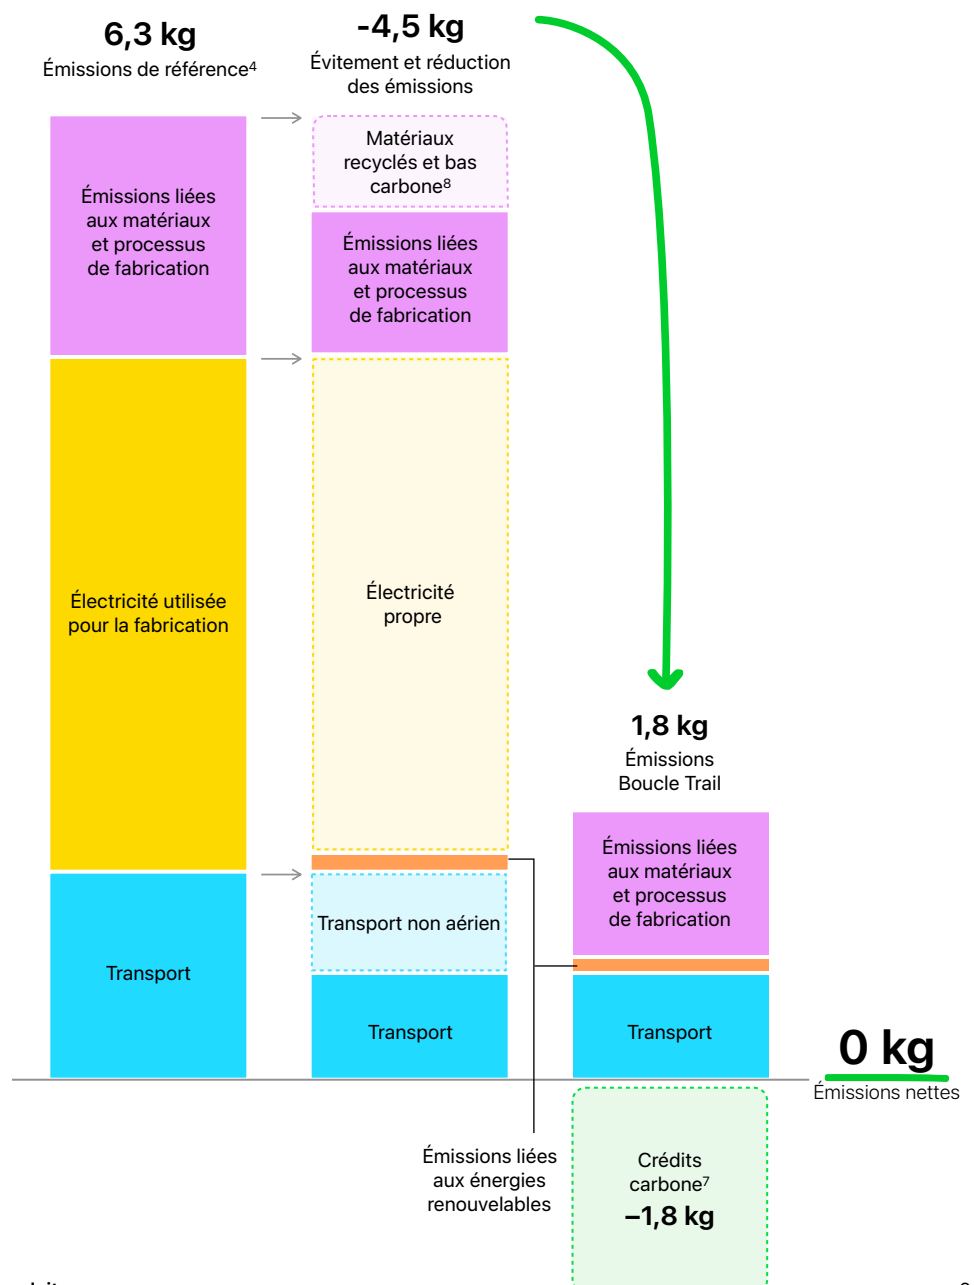 6,3 kg
Émissions de référence⁴
-4,5 kg
Évitement et réduction
des émissions
Émissions liées
aux matériaux
et processus
de fabrication
Matériaux
recyclés et bas
carbone⁸
Émissions liées
aux matériaux
et processus
de fabrication
Électricité utilisée
pour la fabrication
Électricité
propre
Transport
Transport non aérien
Transport
1,8 kg
Émissions
Boucle Trail
Émissions liées
aux matériaux
et processus
de fabrication
Transport
0 kg
Émissions nettes
Émissions liées
aux énergies
renouvelables
Crédits
carbone⁷
–1,8 kg